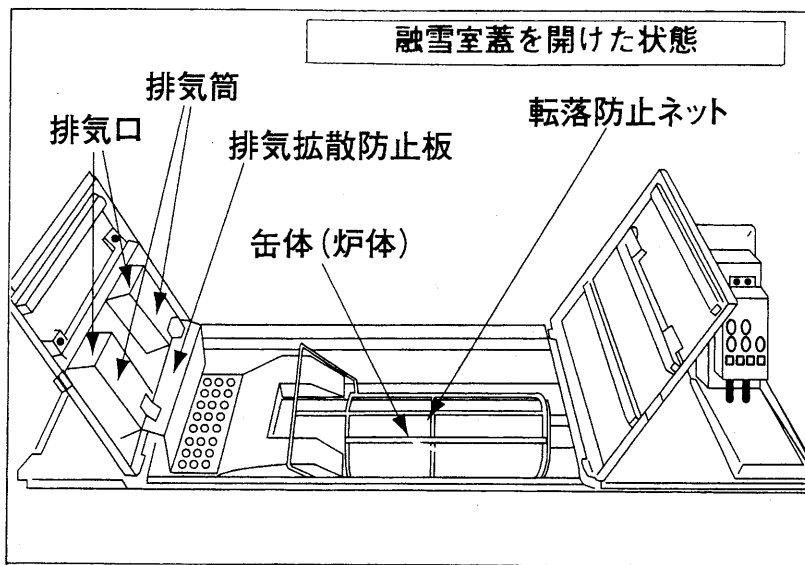 融雪室蓋を開けた状態
排気筒
排気口
排気拡散防止板
転落防止ネット
缶体(炉体)